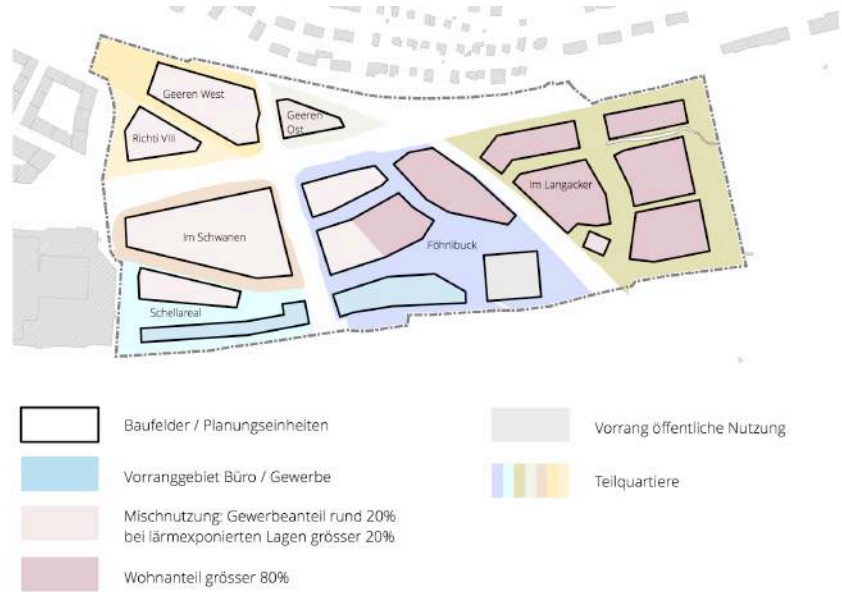 Geeren West
Geeren
Ost
Richti VIII
Im Langacker
Im Schwanen
Föhrlibuck
Schellareal
Baufelder / Planungseinheiten
Vorrang öffentliche Nutzung
Vorranggebiet Büro / Gewerbe
Teilquartiere
Mischnutzung: Gewerbeanteil rund 20%
bei lärmexponierten Lagen grösser 20%
Wohnanteil grösser 80%